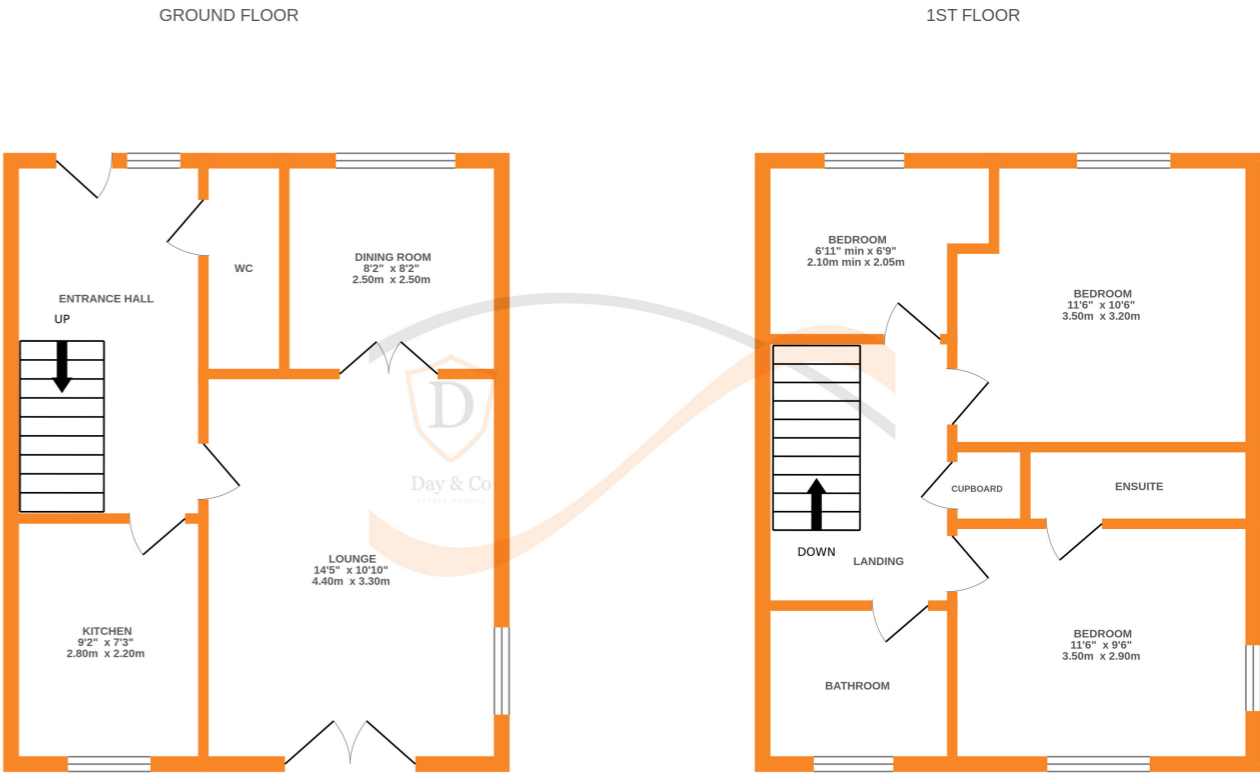 GROUND FLOOR
1ST FLOOR
ENTRANCE HALL
UP
WC
DINING ROOM
8'2" x 8'2"
2.50m x 2.50m
LOUNGE
14'5" x 10'10"
4.40m x 3.30m
KITCHEN
9'2" x 7'3"
2.80m x 2.20m
D
Day & Co
ESTATE AGENTS
BEDROOM
6'11" min x 6'9"
2.10m min x 2.05m
BEDROOM
11'6" x 10'6"
3.50m x 3.20m
CUPBOARD
ENSUITE
DOWN
LANDING
BEDROOM
11'6" x 9'6"
3.50m x 2.90m
BATHROOM